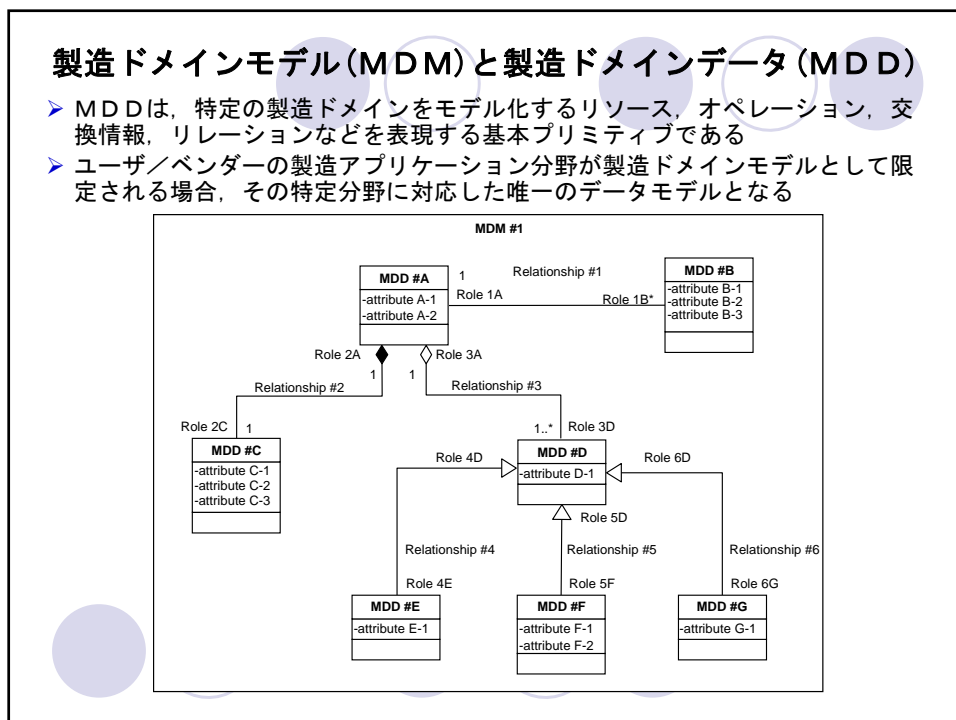 製造ドメインモデル(MDM)と製造ドメインデータ(MDD)
➢ MDDは，特定の製造ドメインをモデル化するリソース，オペレーション，交
換情報，リレーションなどを表現する基本プリミティブである
➢ ユーザ／ベンダーの製造アプリケーション分野が製造ドメインモデルとして限
定される場合，その特定分野に対応した唯一のデータモデルとなる
MDM #1
MDD #A
-attribute A-1
-attribute A-2
1
Relationship #1
Role 1A
Role 1B*
MDD #B
-attribute B-1
-attribute B-2
-attribute B-3
Role 2A
1
Role 3A
1
Relationship #2
Relationship #3
Role 2C
1
MDD #C
-attribute C-1
-attribute C-2
-attribute C-3
1..*
Role 3D
MDD #D
-attribute D-1
Role 4D
Role 6D
Role 5D
Relationship #4
Relationship #5
Relationship #6
Role 4E
Role 5F
Role 6G
MDD #E
-attribute E-1
MDD #F
-attribute F-1
-attribute F-2
MDD #G
-attribute G-1